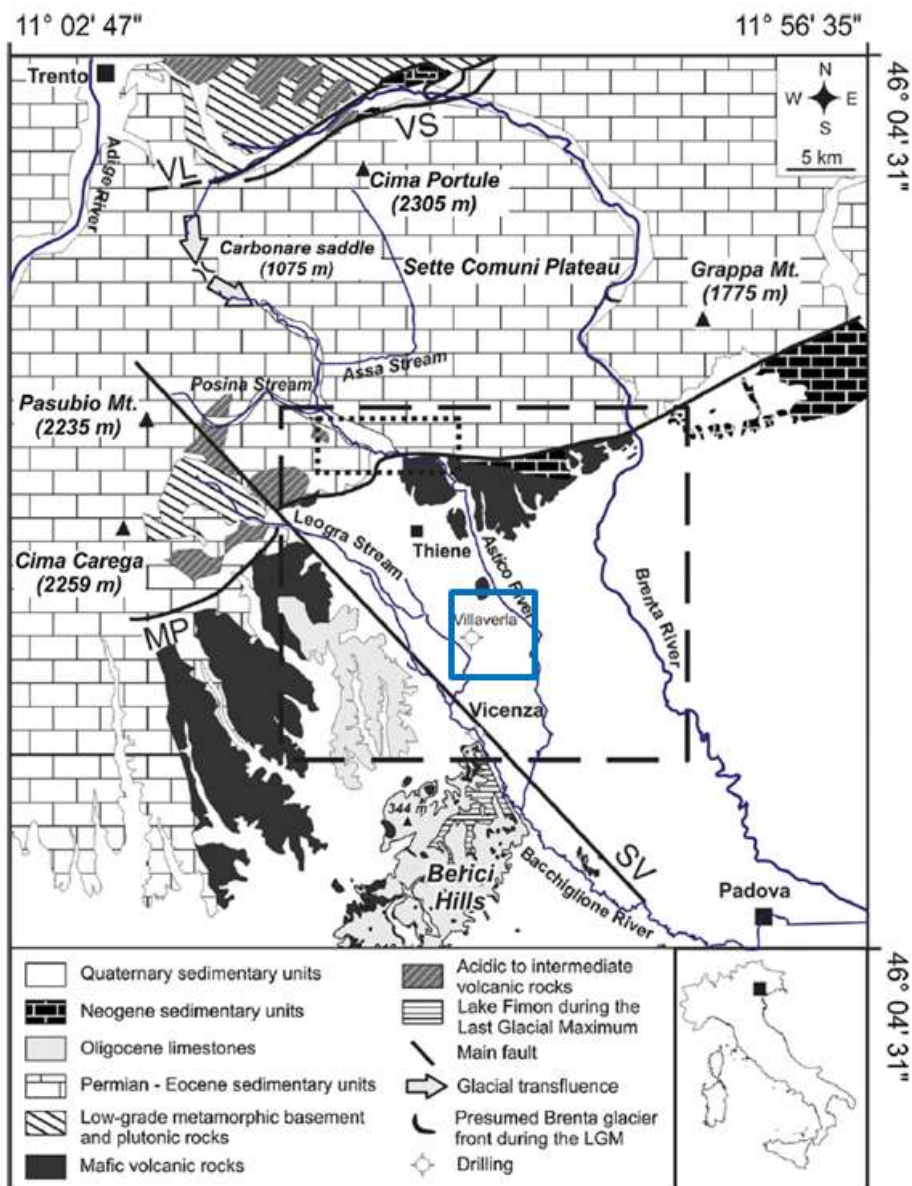 11° 02' 47"
11° 56' 35"
Trento
N
W E
S
5 km
46° 04' 31"
Adige River
VL
VS
Cima Portule
(2305 m)
Carbonare saddle
(1075 m)
Sette Comuni Plateau
Grappa Mt.
(1775 m)
Assa Stream
Posina Stream
Pasubio Mt.
(2235 m)
Leogra Stream
Thiene
Astico River
Cima Carega
(2259 m)
Brenta River
Villaverla
MP
Vicenza
344 m
Berici
Hills
SV
Bacchiglione River
Padova
46° 04' 31"
Quaternary sedimentary units
Neogene sedimentary units
Oligocene limestones
Permian - Eocene sedimentary units
Low-grade metamorphic basement
and plutonic rocks
Mafic volcanic rocks
Acidic to intermediate
volcanic rocks
Lake Fimon during the
Last Glacial Maximum
Main fault
Glacial transfluence
Presumed Brenta glacier
front during the LGM
Drilling